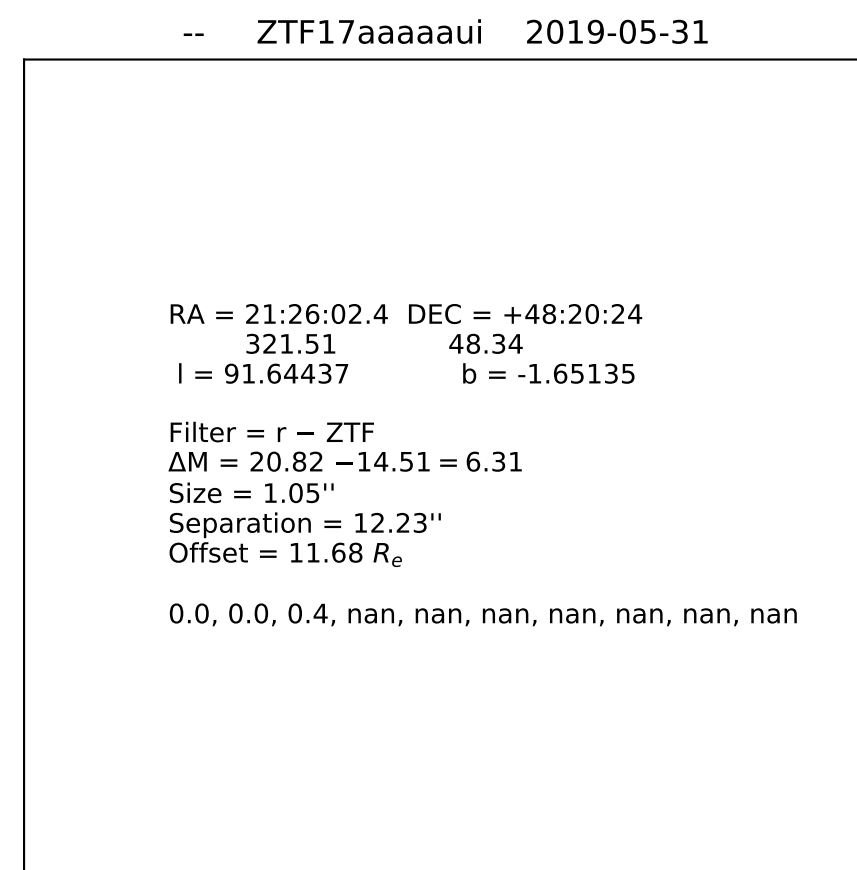 -- ZTF17aaaaaui 2019-05-31
RA = 21:26:02.4 DEC = +48:20:24
321.51 48.34
l = 91.64437 b = -1.65135
Filter = r − ZTF
ΔM = 20.82 −14.51 = 6.31
Size = 1.05''
Separation = 12.23''
Offset = 11.68 Rₑ
0.0, 0.0, 0.4, nan, nan, nan, nan, nan, nan, nan